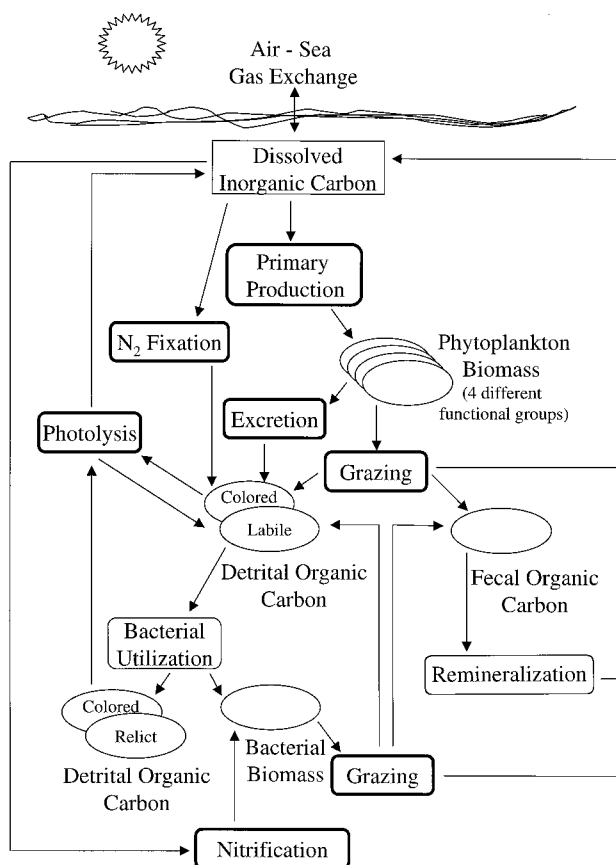 Air - Sea
Gas Exchange
Dissolved
Inorganic Carbon
Primary
Production
N₂ Fixation
Phytoplankton
Biomass
(4 different
functional groups)
Excretion
Photolysis
Grazing
Colored
Labile
Detrital Organic
Carbon
Fecal Organic
Carbon
Bacterial
Utilization
Remineralization
Colored
Relict
Detrital Organic
Carbon
Bacterial
Biomass
Grazing
Nitrification